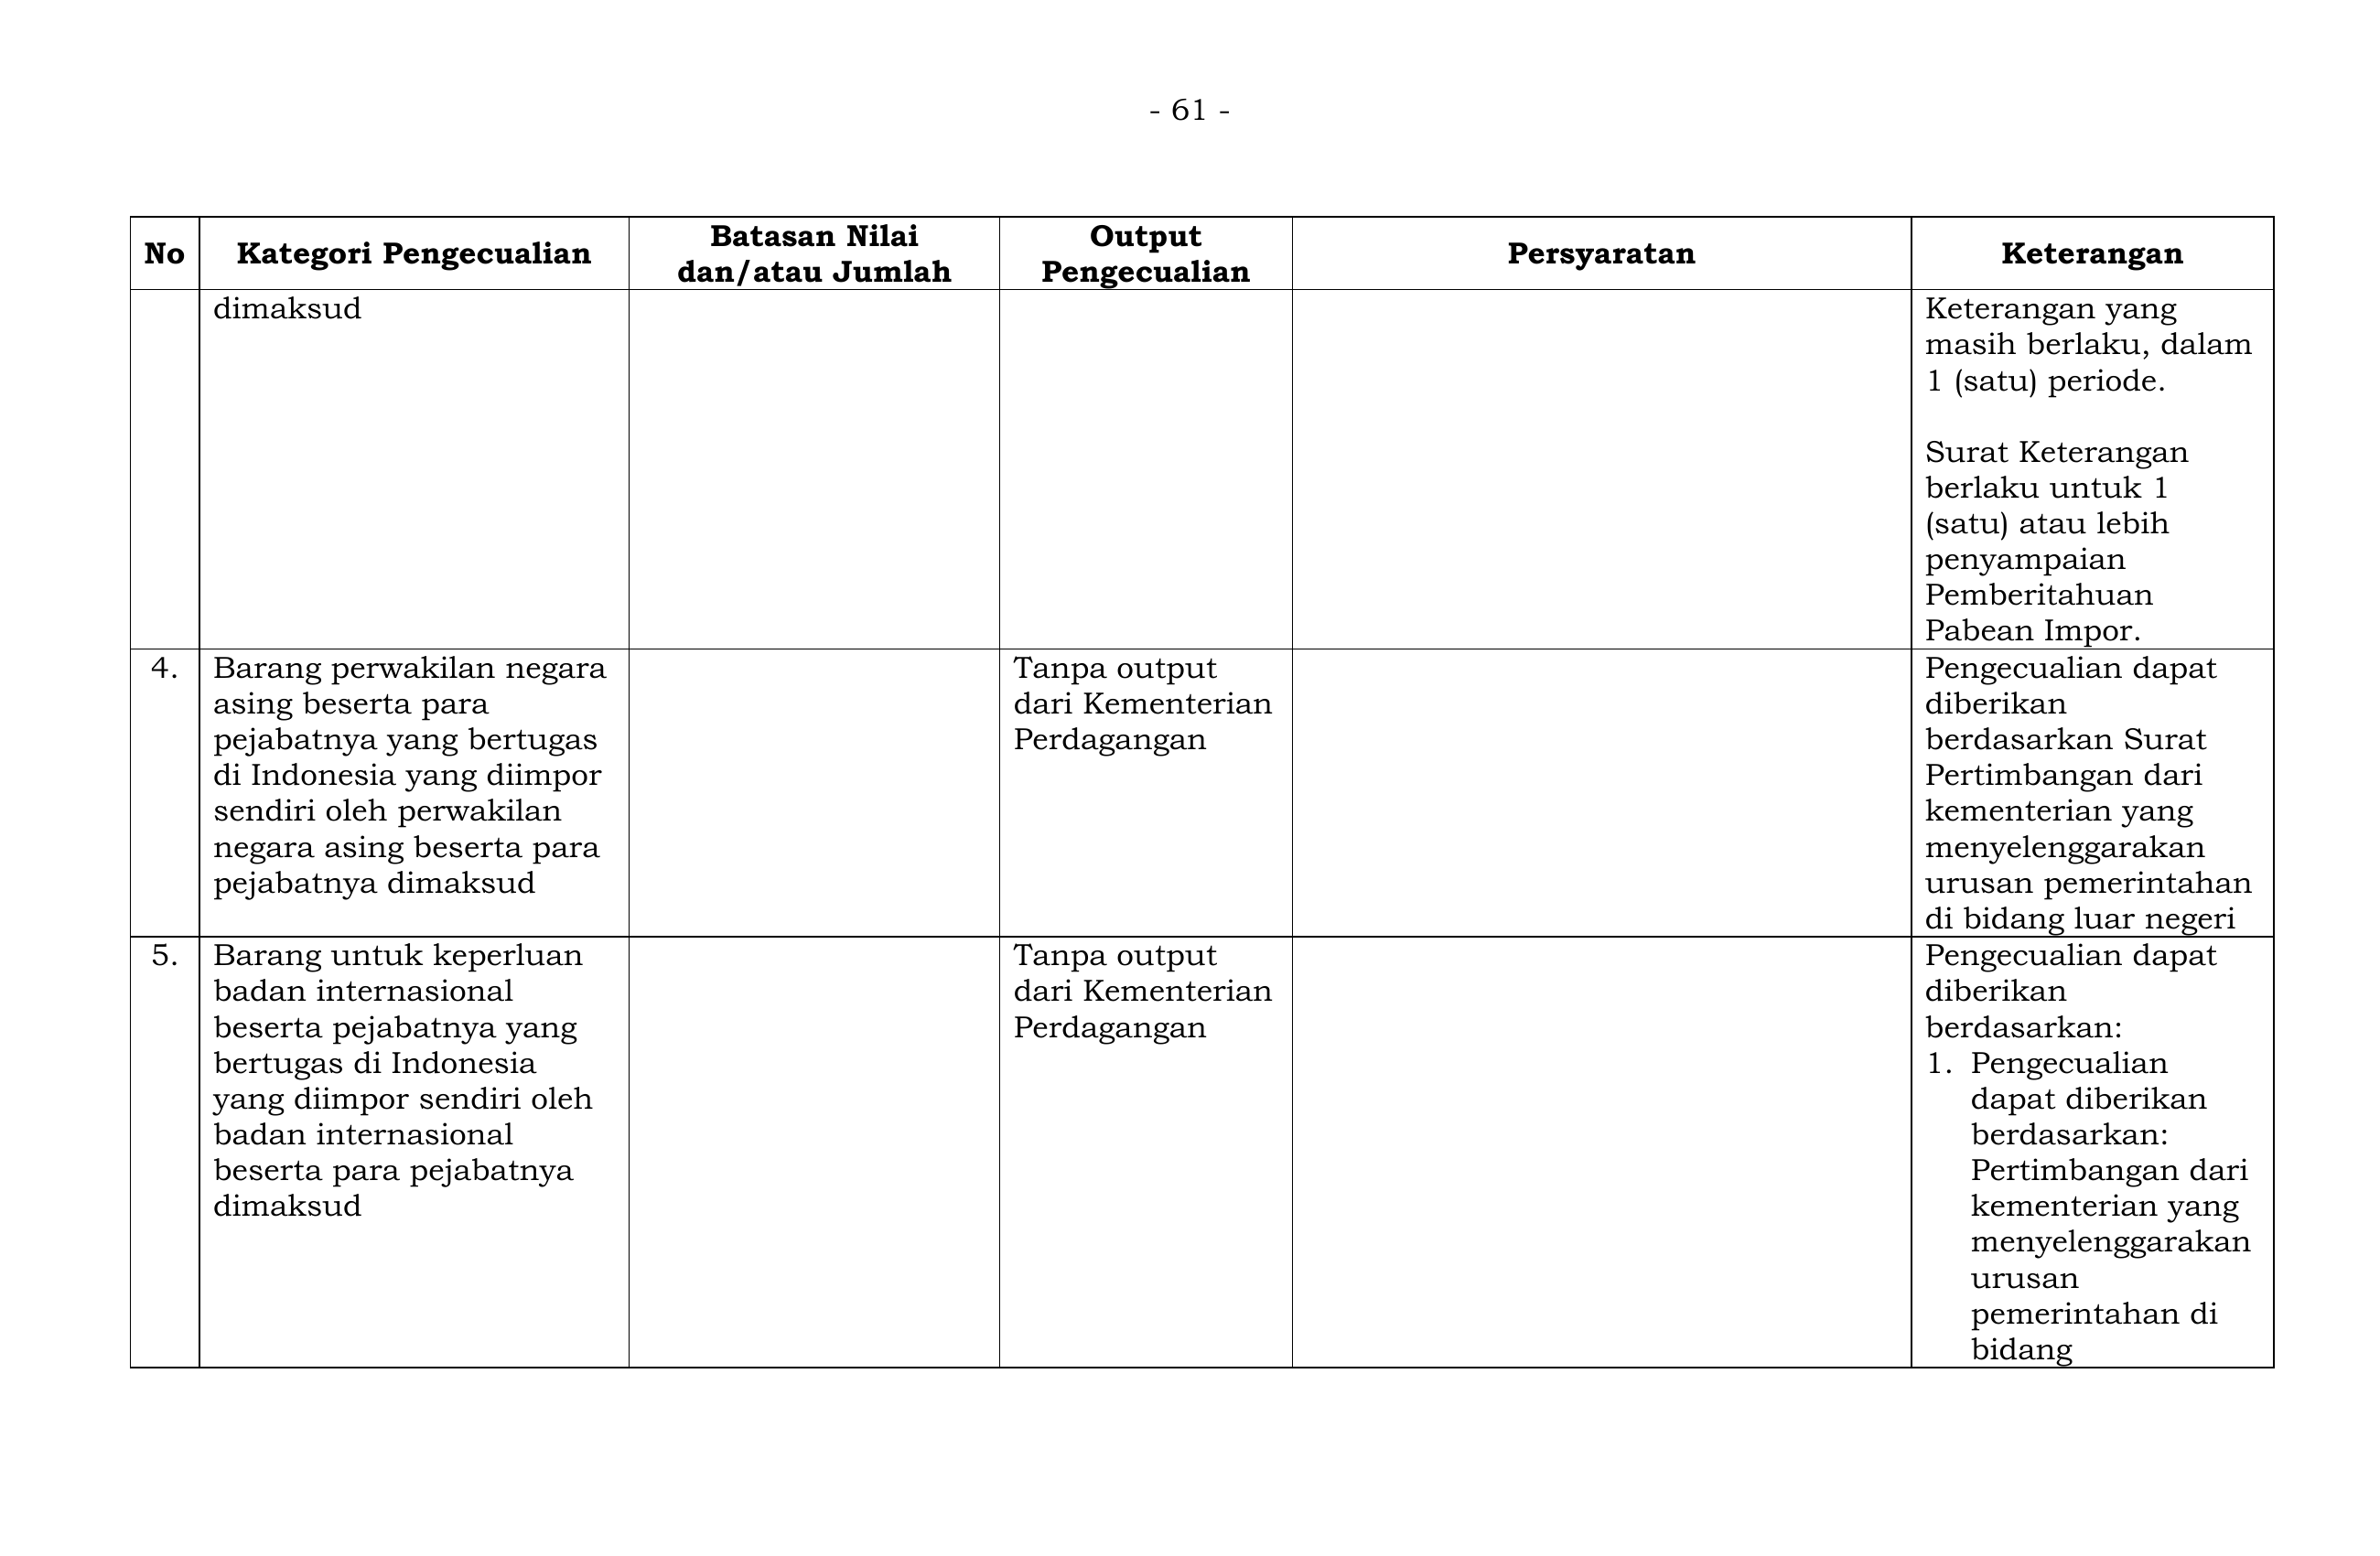 - 61 -
No
Kategori Pengecualian
Batasan Nilai
dan/atau Jumlah
Output
Pengecualian
Persyaratan
Keterangan
dimaksud
Keterangan yang
masih berlaku, dalam
1 (satu) periode.
Surat Keterangan
berlaku untuk 1
(satu) atau lebih
penyampaian
Pemberitahuan
Pabean Impor.
4.
Barang perwakilan negara
asing beserta para
pejabatnya yang bertugas
di Indonesia yang diimpor
sendiri oleh perwakilan
negara asing beserta para
pejabatnya dimaksud
Tanpa output
dari Kementerian
Perdagangan
Pengecualian dapat
diberikan
berdasarkan Surat
Pertimbangan dari
kementerian yang
menyelenggarakan
urusan pemerintahan
di bidang luar negeri
5.
Barang untuk keperluan
badan internasional
beserta pejabatnya yang
bertugas di Indonesia
yang diimpor sendiri oleh
badan internasional
beserta para pejabatnya
dimaksud
Tanpa output
dari Kementerian
Perdagangan
Pengecualian dapat
diberikan
berdasarkan:
1. Pengecualian
dapat diberikan
berdasarkan:
Pertimbangan dari
kementerian yang
menyelenggarakan
urusan
pemerintahan di
bidang